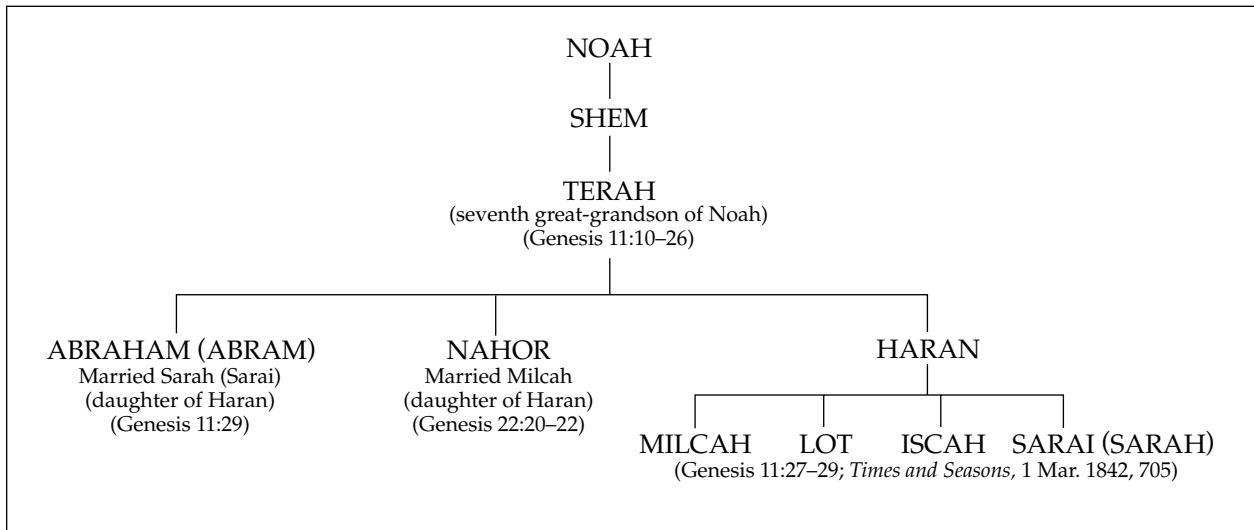 NOAH
SHEM
TERAH
(seventh great-grandson of Noah)
(Genesis 11:10–26)
ABRAHAM (ABRAM)
Married Sarah (Sarai)
(daughter of Haran)
(Genesis 11:29)
NAHOR
Married Milcah
(daughter of Haran)
(Genesis 22:20–22)
HARAN
MILCAH LOT ISCAH SARAI (SARAH)
(Genesis 11:27–29; Times and Seasons, 1 Mar. 1842, 705)